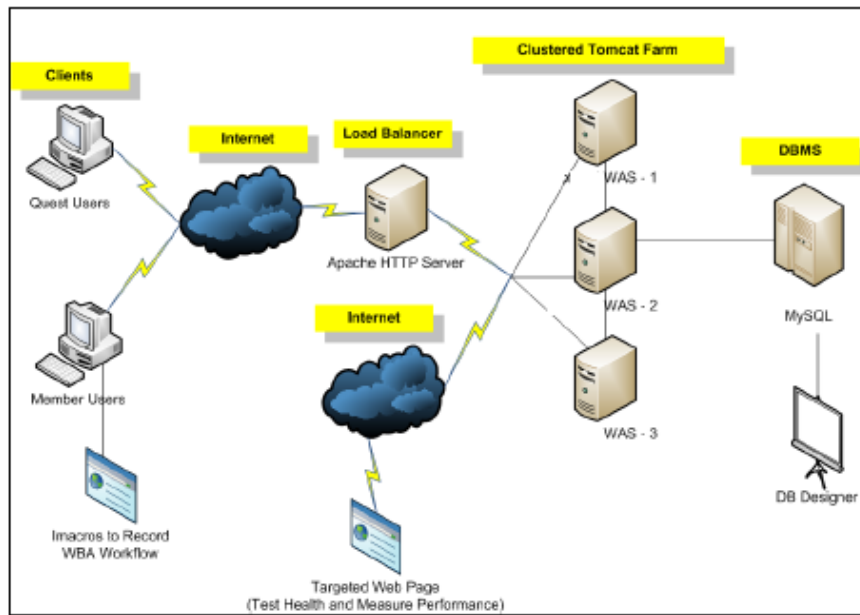 Clustered Tomcat Farm
Clients
Internet
Load Balancer
DBMS
Quest Users
Apache HTTP Server
WAS - 1
WAS - 2
WAS - 3
MySQL
Internet
Member Users
DB Designer
Imacros to Record
WBA Workflow
Targeted Web Page
(Test Health and Measure Performance)